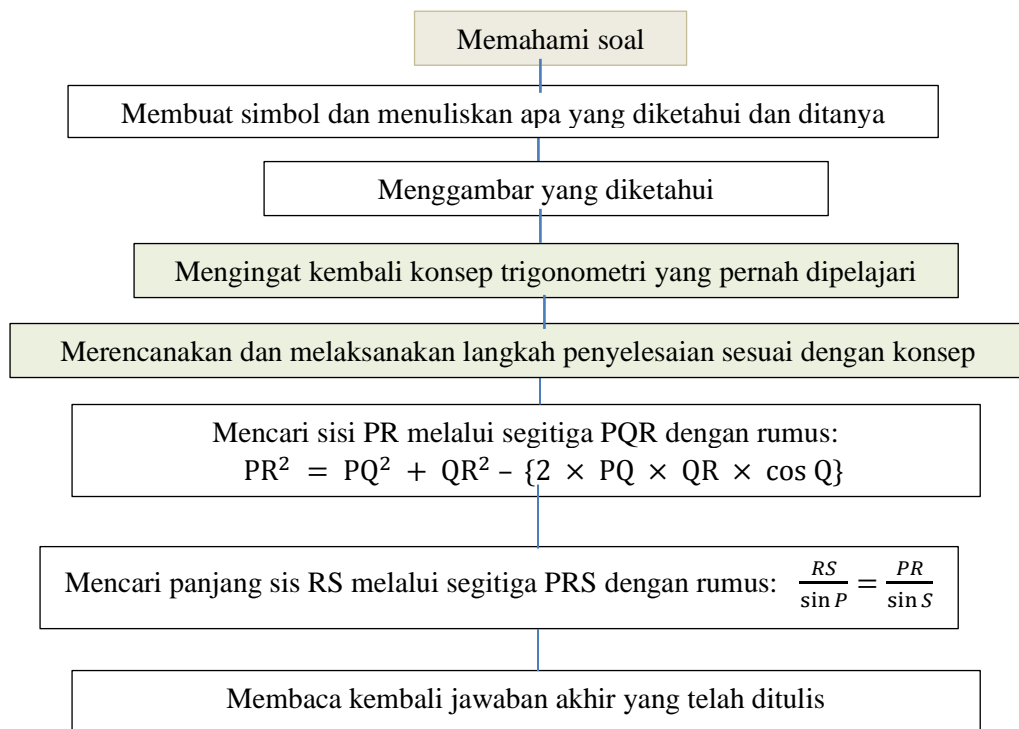 Memahami soal
Membuat simbol dan menuliskan apa yang diketahui dan ditanya
Menggambar yang diketahui
Mengingat kembali konsep trigonometri yang pernah dipelajari
Merencanakan dan melaksanakan langkah penyelesaian sesuai dengan konsep
Mencari sisi PR melalui segitiga PQR dengan rumus:
PR² = PQ² + QR² – {2 × PQ × QR × cos Q}
Mencari panjang sis RS melalui segitiga PRS dengan rumus: RS/sin P = PR/sin S
Membaca kembali jawaban akhir yang telah ditulis